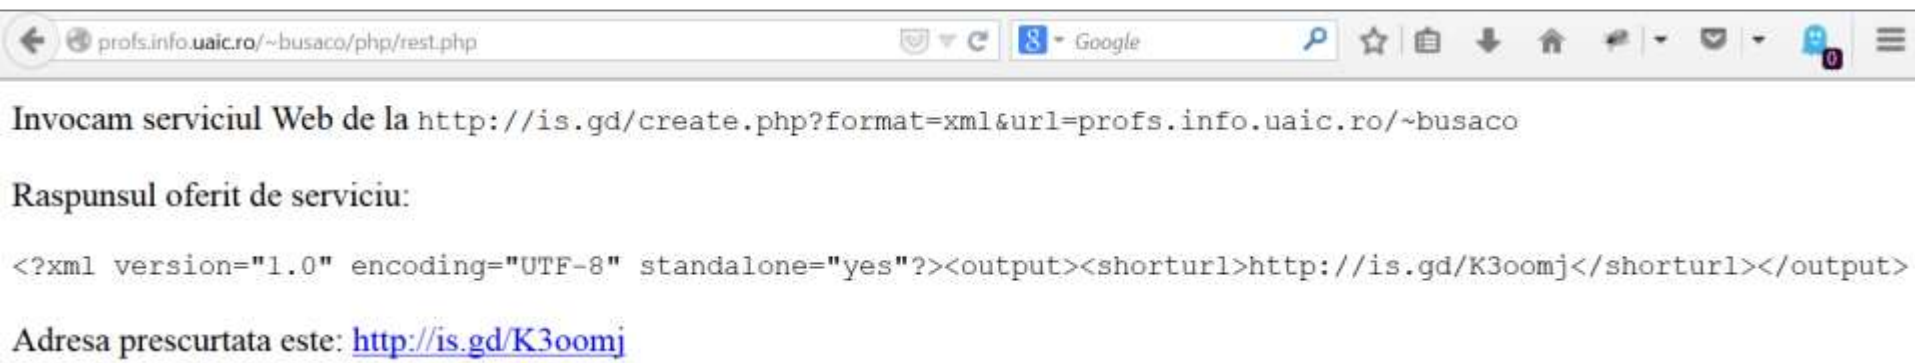 profs.info.uaic.ro/~busaco/php/rest.php 8 Google 0
Invocam serviciul Web de la http://is.gd/create.php?format=xml&url=profs.info.uaic.ro/~busaco
Raspunsul oferit de serviciu:
<?xml version="1.0" encoding="UTF-8" standalone="yes"?><output><shorturl>http://is.gd/K3oomj</shorturl></output>
Adresa prescurtata este: http://is.gd/K3oomj